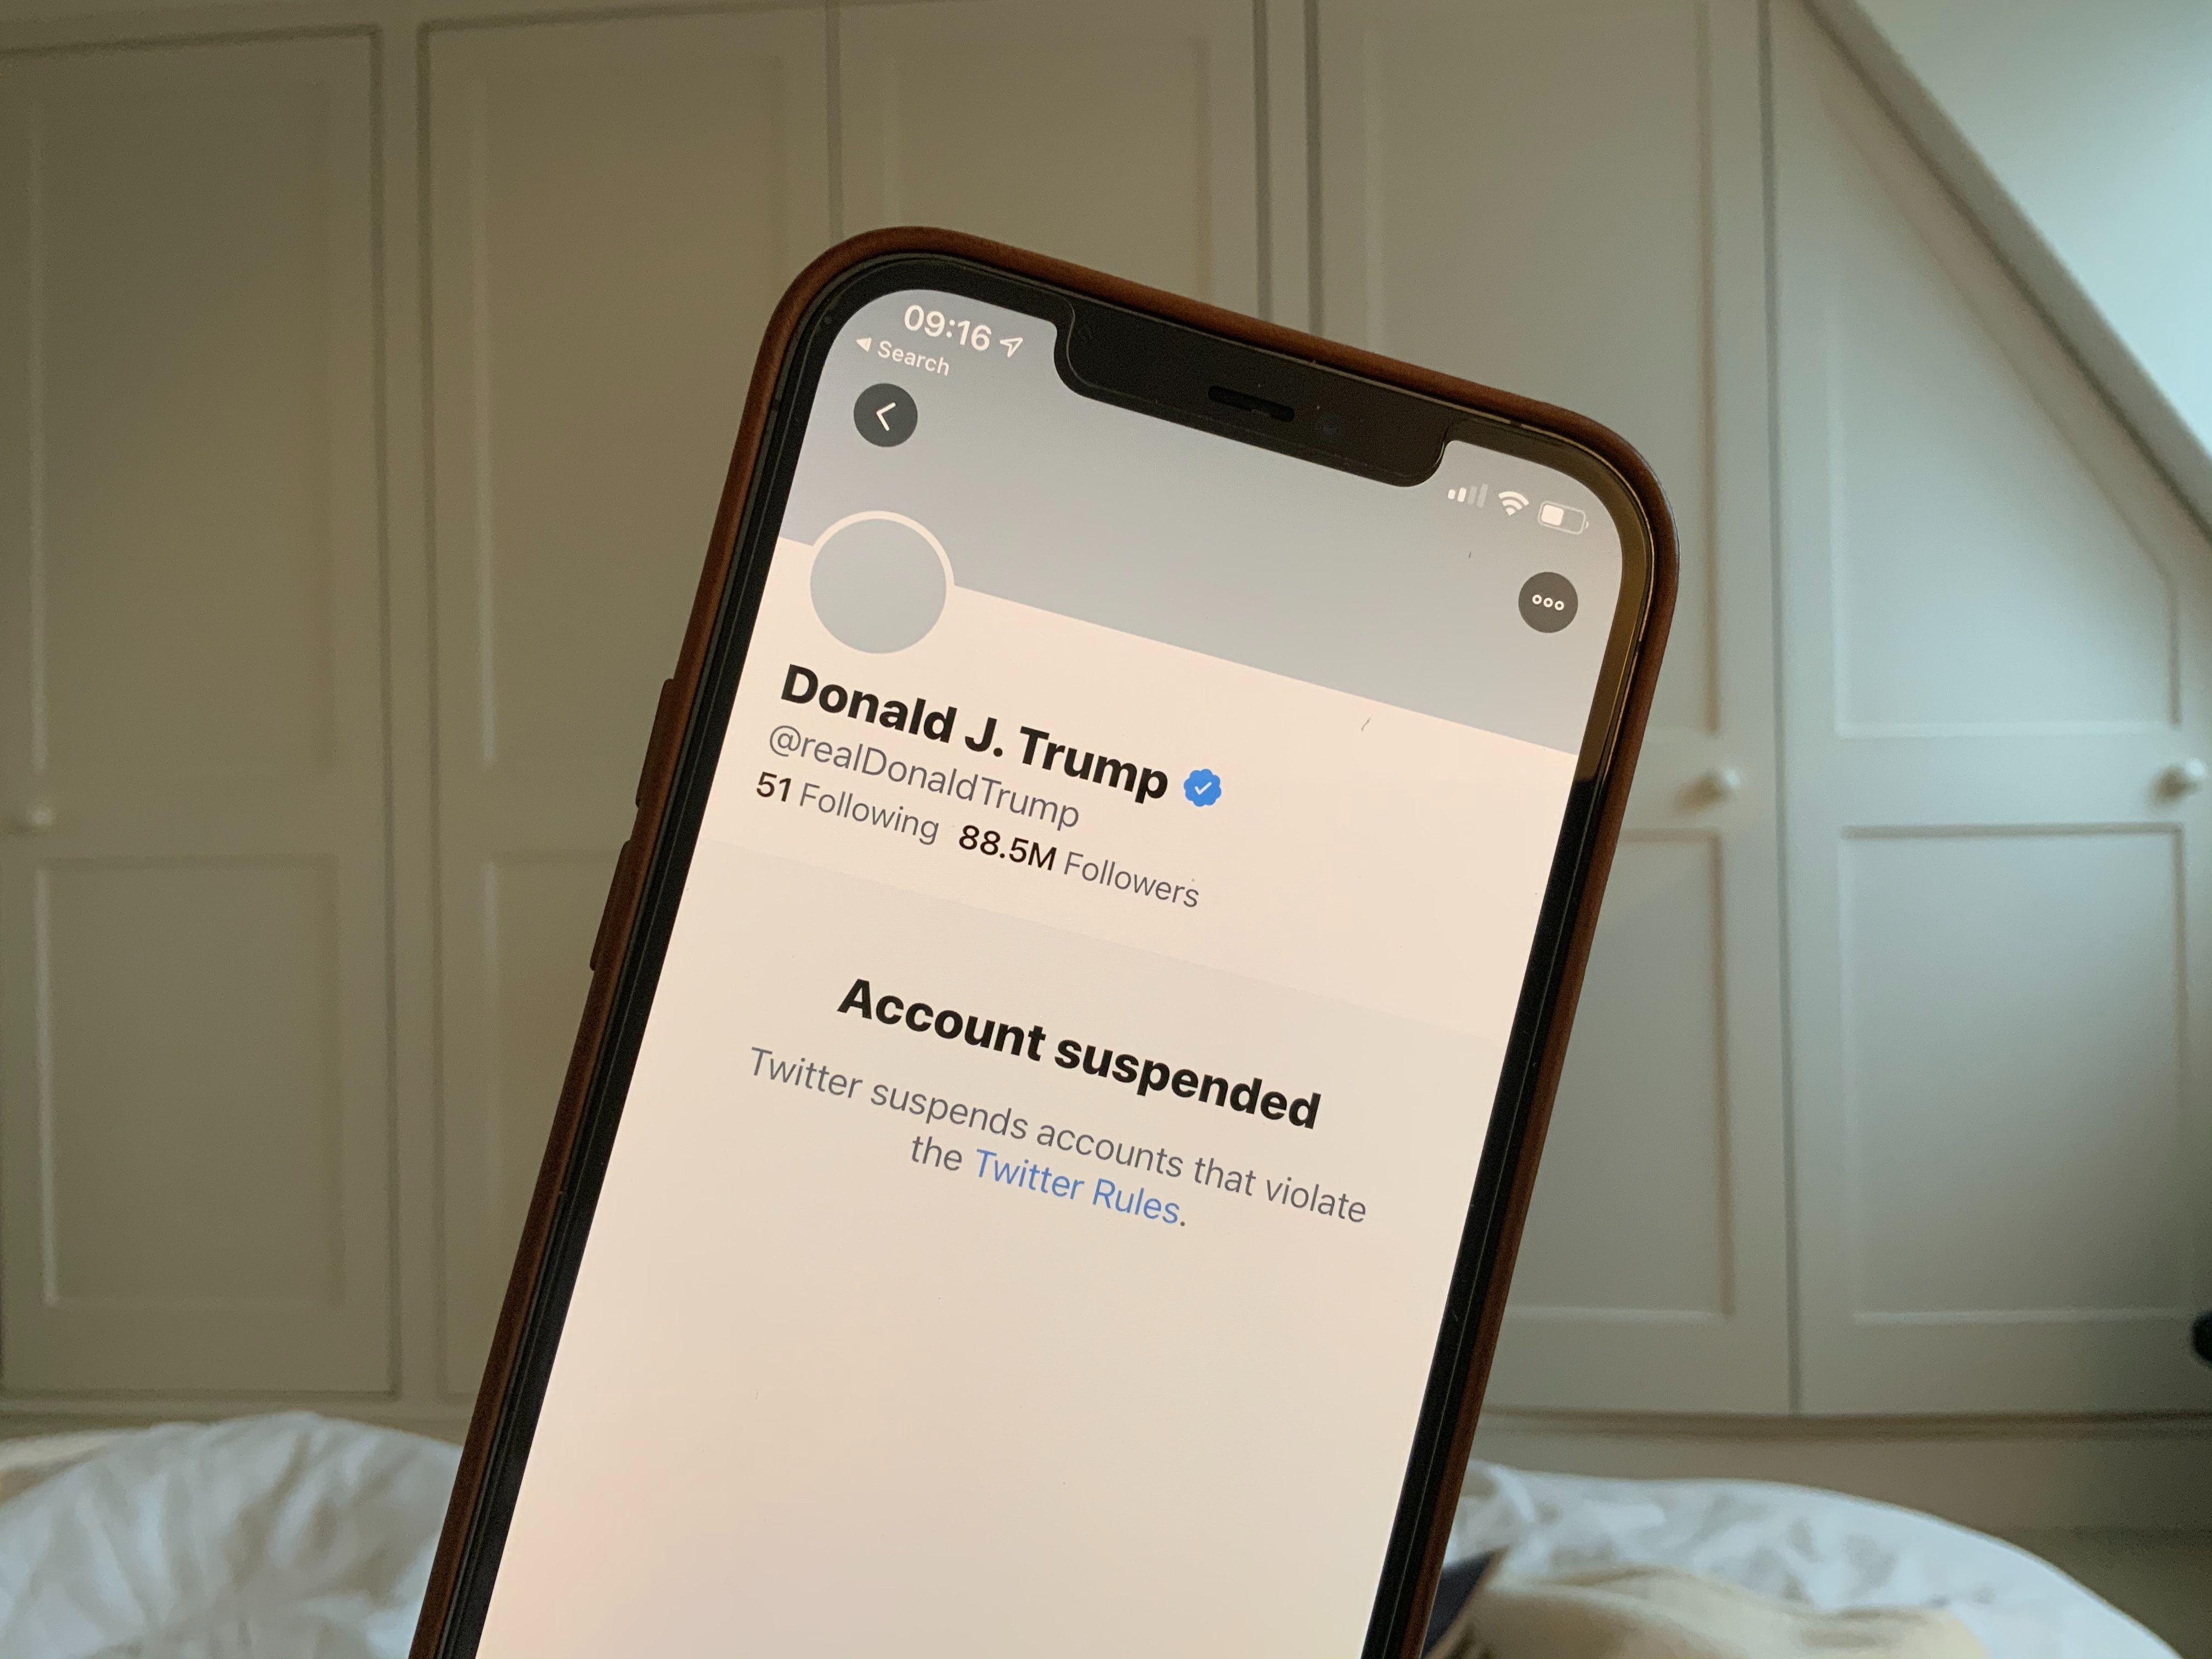 09:16
Search
Donald J. Trump
@realDonaldTrump
51 Following 88.5M Followers
Account suspended
Twitter suspends accounts that violate
the Twitter Rules.